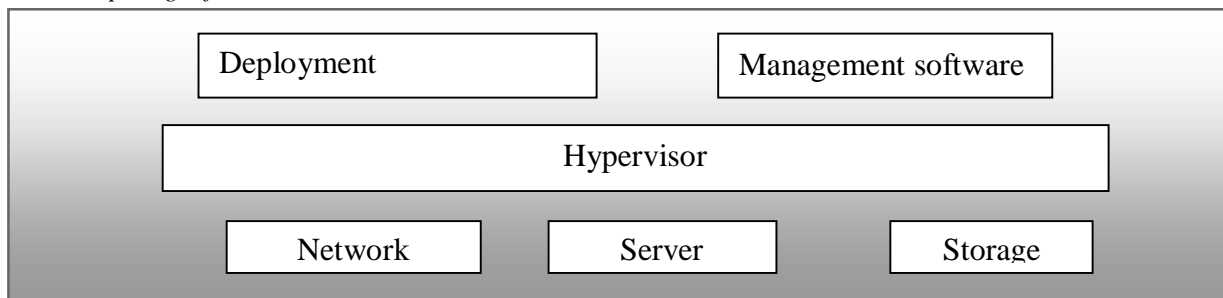 Deployment
Management software
Hypervisor
Network
Server
Storage